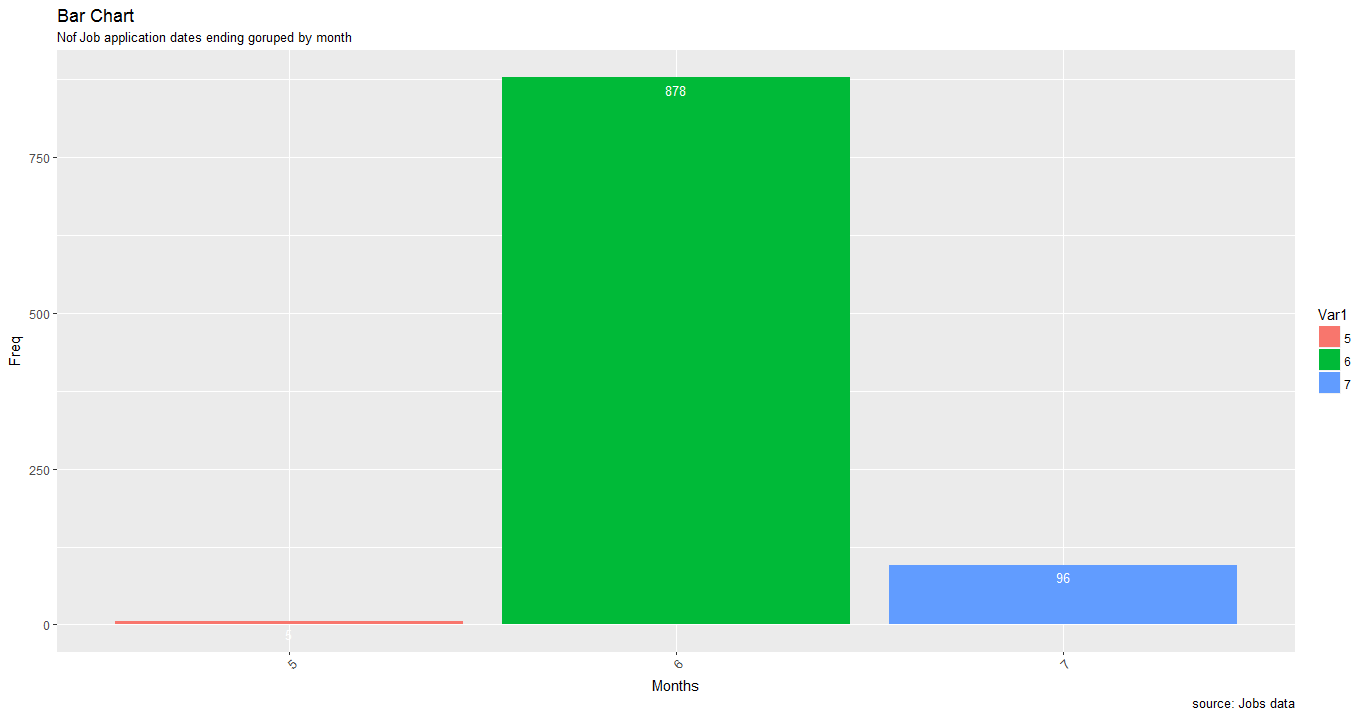 Bar Chart
Nof Job application dates ending goruped by month
878
96
5
750
500
250
0
Freq
5
6
7
Months
Var1
5
6
7
source: Jobs data